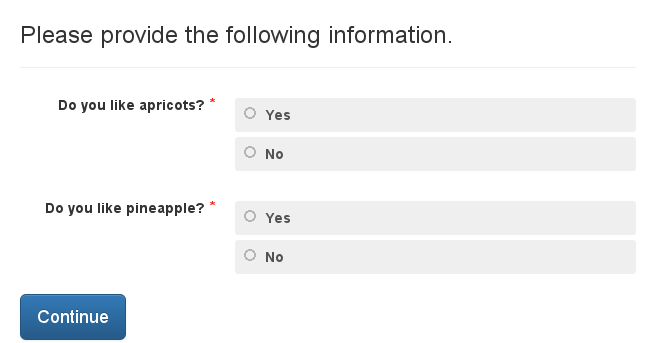 Please provide the following information.
Do you like apricots? *
Yes
No
Do you like pineapple? *
Yes
No
Continue